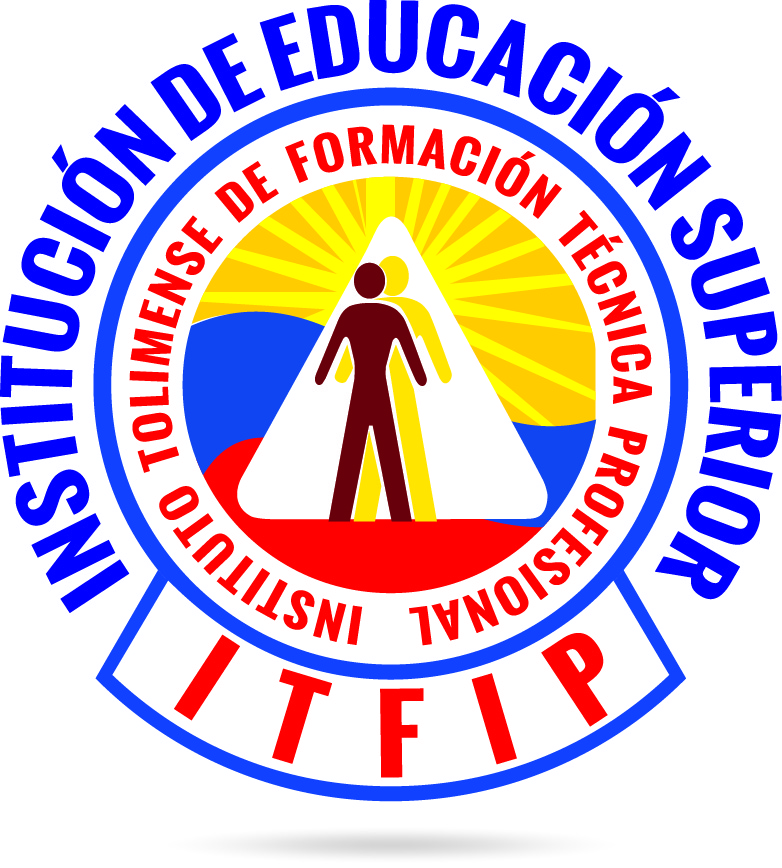 INSTITUCIÓN DE EDUCACIÓN SUPERIOR
INSTITUTO TOLIMENSE DE FORMACIÓN TÉCNICA PROFESIONAL
ITFIP